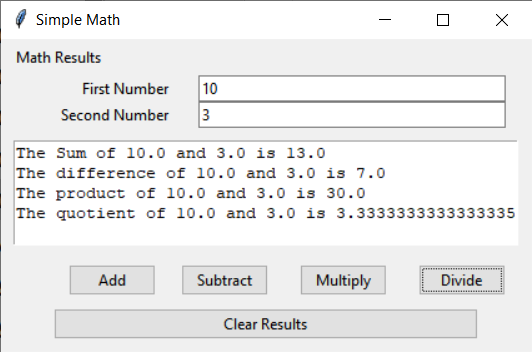 Simple Math
Math Results
First Number 10
Second Number 3
The Sum of 10.0 and 3.0 is 13.0
The difference of 10.0 and 3.0 is 7.0
The product of 10.0 and 3.0 is 30.0
The quotient of 10.0 and 3.0 is 3.3333333333333335
Add Subtract Multiply Divide
Clear Results